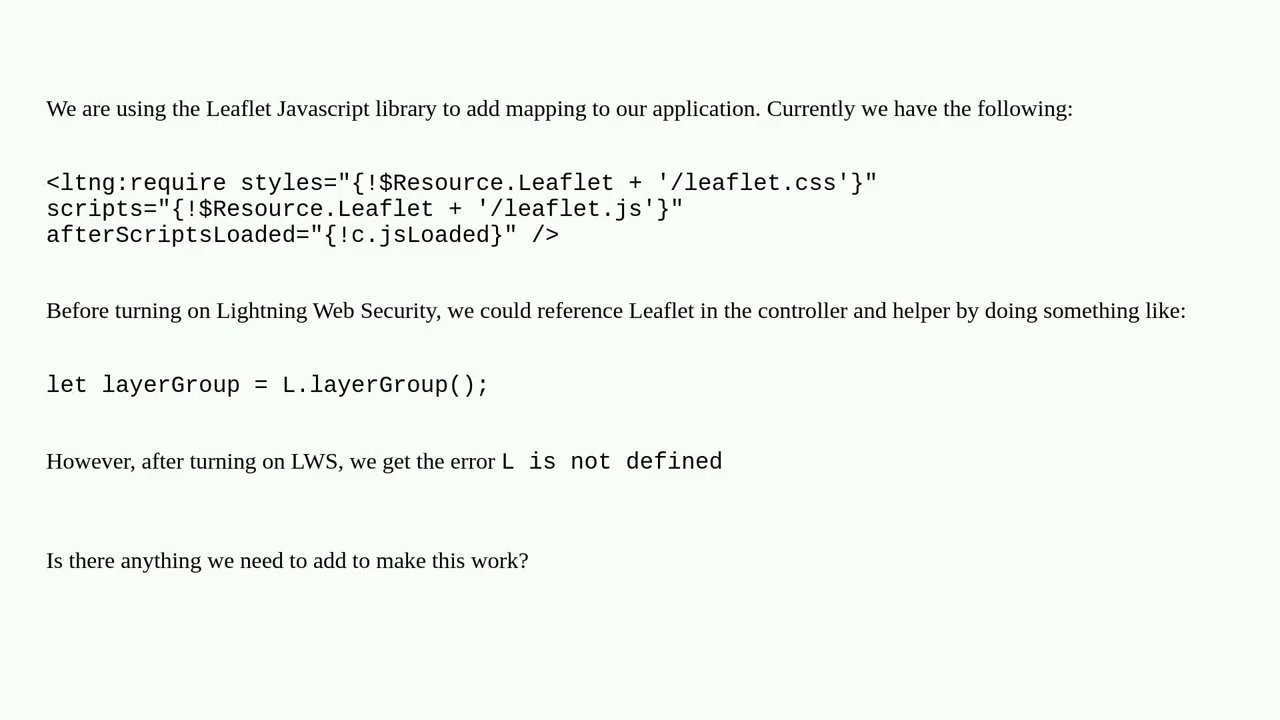 We are using the Leaflet Javascript library to add mapping to our application. Currently we have the following:
<ltng:require styles="{!$Resource.Leaflet + '/leaflet.css'}"
scripts="{!$Resource.Leaflet + '/leaflet.js'}"
afterScriptsLoaded="{!c.jsLoaded}" />
Before turning on Lightning Web Security, we could reference Leaflet in the controller and helper by doing something like:
let layerGroup = L.layerGroup();
However, after turning on LWS, we get the error L is not defined
Is there anything we need to add to make this work?